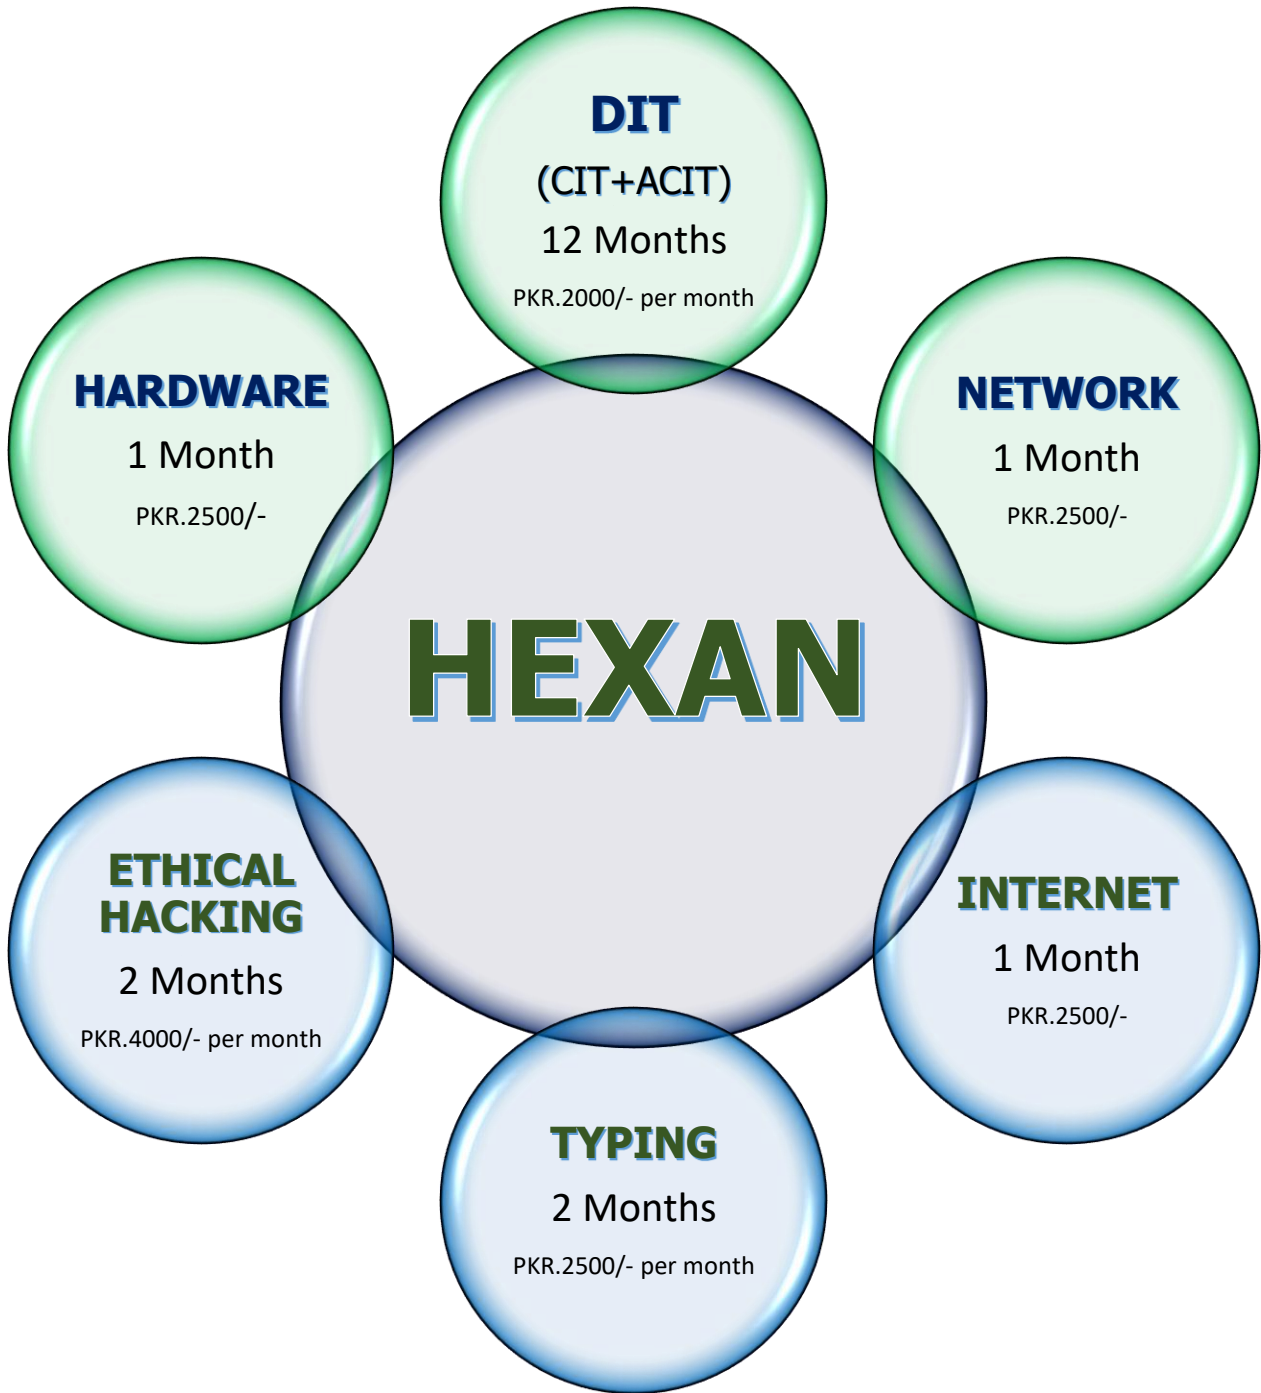 DIT
(CIT+ACIT)
12 Months
PKR.2000/- per month
HARDWARE
1 Month
PKR.2500/-
NETWORK
1 Month
PKR.2500/-
HEXAN
ETHICAL
HACKING
2 Months
PKR.4000/- per month
INTERNET
1 Month
PKR.2500/-
TYPING
2 Months
PKR.2500/- per month